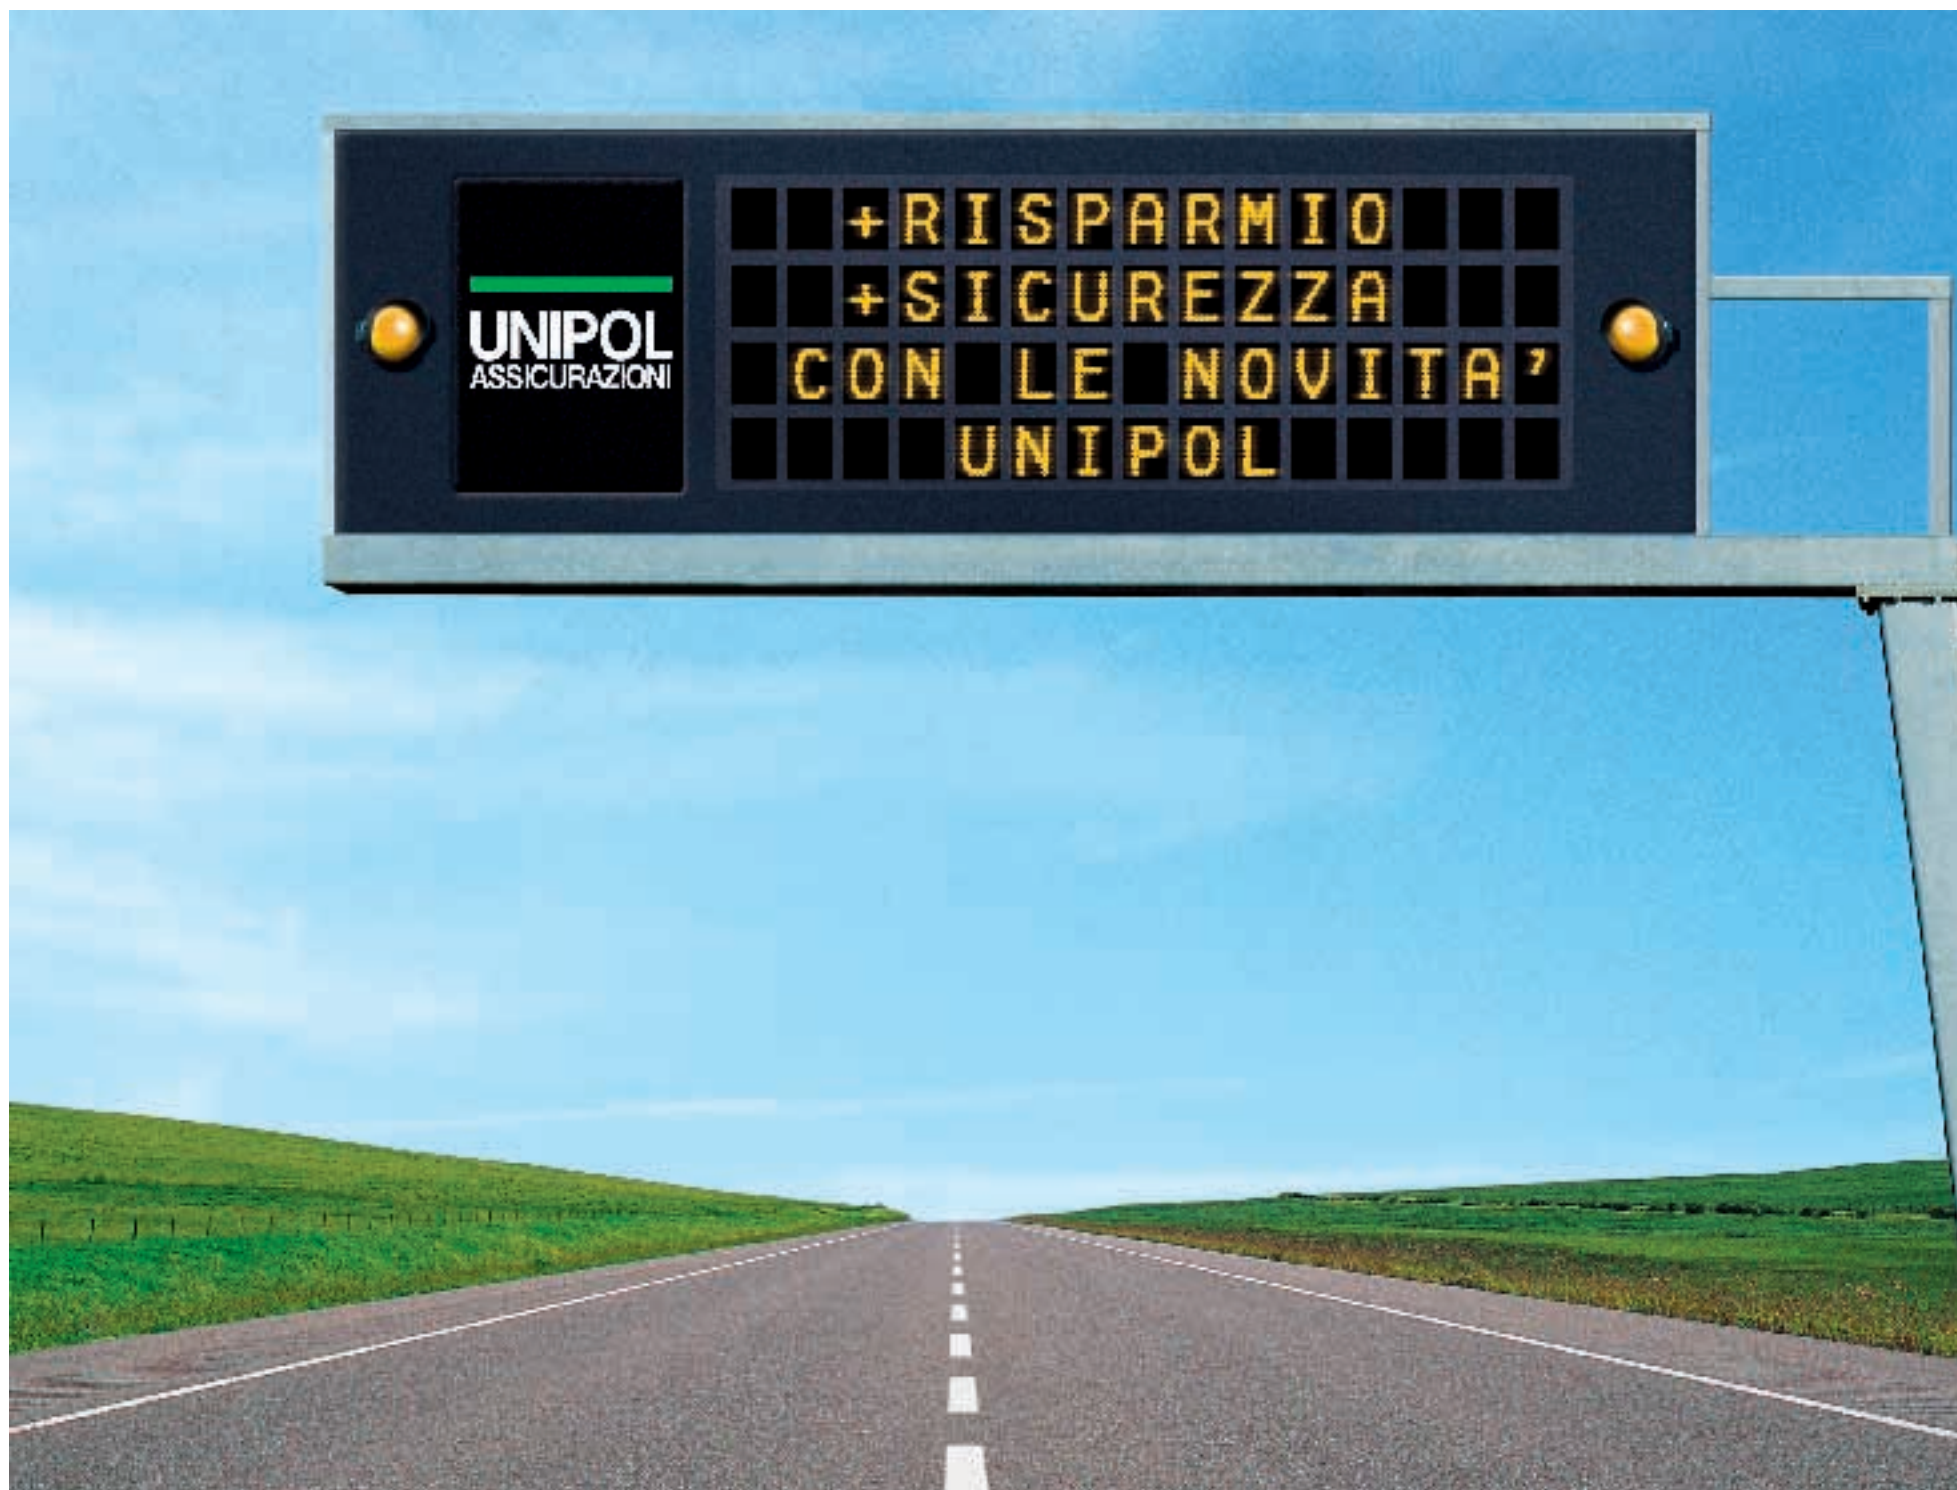 UNIPOL
ASSICURAZIONI
+RISPARMIO
+SICUREZZA
CON LE NOVITA'
UNIPOL